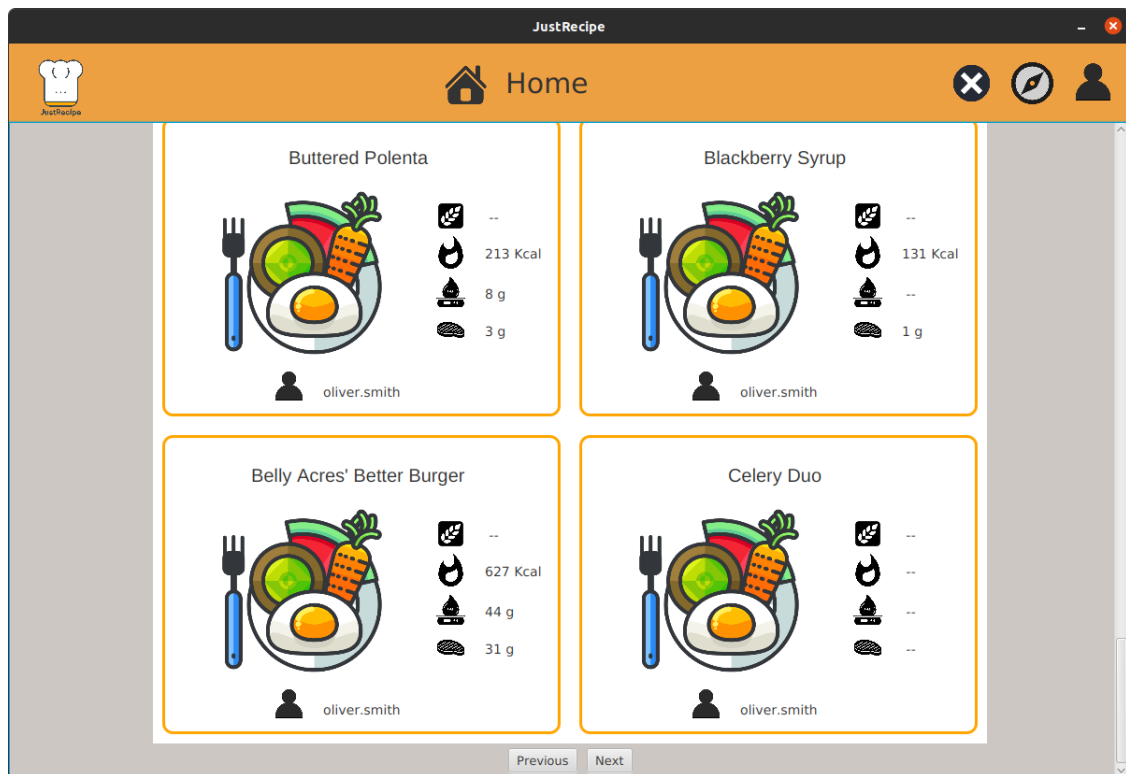 JustRecipe
JustRecipe
Home
Buttered Polenta
--
213 Kcal
8 g
3 g
oliver.smith
Blackberry Syrup
--
131 Kcal
--
1 g
oliver.smith
Belly Acres' Better Burger
--
627 Kcal
44 g
31 g
oliver.smith
Celery Duo
--
--
--
--
oliver.smith
Previous
Next